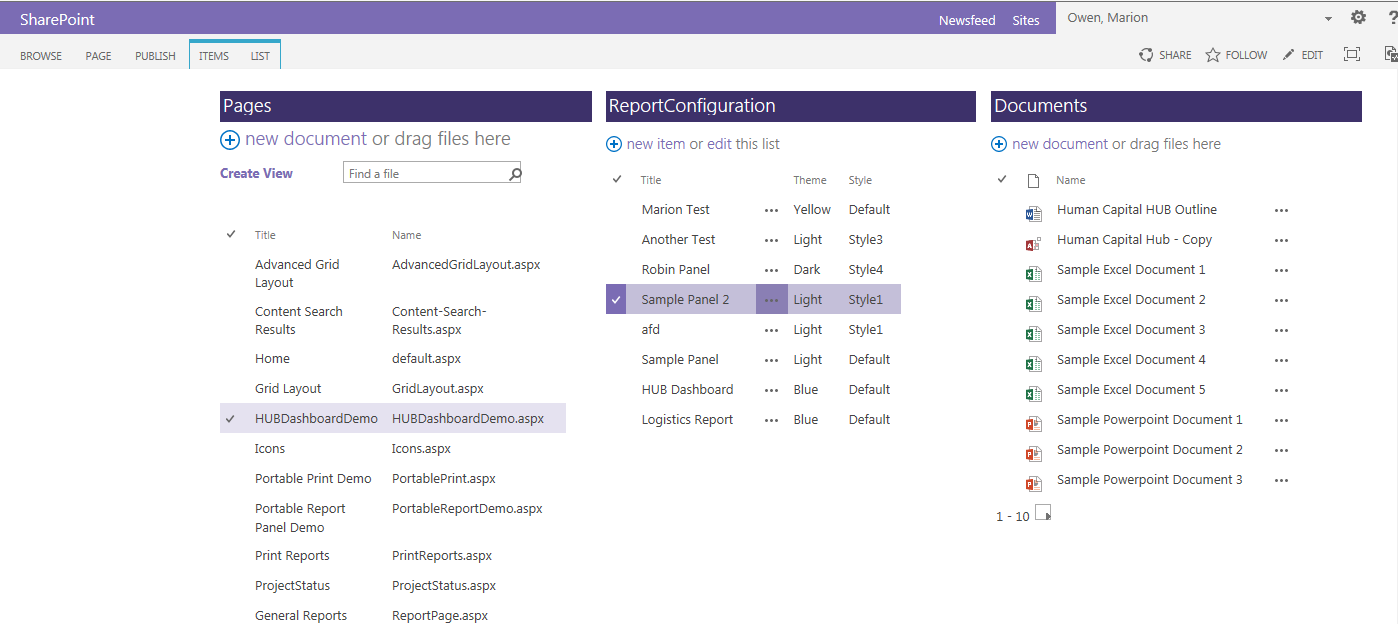 SharePoint Newsfeed Sites Owen, Marion ?
BROWSE PAGE PUBLISH ITEMS LIST SHARE FOLLOW EDIT
Pages
new document or drag files here
Create View Find a file
Title Name
Advanced Grid AdvancedGridLayout.aspx
Layout
Content Search Content-Search-
Results Results.aspx
Home default.aspx
Grid Layout GridLayout.aspx
HUBDashboardDemo HUBDashboardDemo.aspx
Icons Icons.aspx
Portable Print Demo PortablePrint.aspx
Portable Report PortableReportDemo.aspx
Panel Demo
Print Reports PrintReports.aspx
ProjectStatus ProjectStatus.aspx
General Reports ReportPage.aspx
ReportConfiguration
new item or edit this list
Title Theme Style
Marion Test ... Yellow Default
Another Test ... Light Style3
Robin Panel ... Dark Style4
Sample Panel 2 ... Light Style1
afd ... Light Style1
Sample Panel ... Light Default
HUB Dashboard ... Blue Default
Logistics Report ... Blue Default
Documents
new document or drag files here
Name
Human Capital HUB Outline ...
Human Capital Hub - Copy ...
Sample Excel Document 1 ...
Sample Excel Document 2 ...
Sample Excel Document 3 ...
Sample Excel Document 4 ...
Sample Excel Document 5 ...
Sample Powerpoint Document 1 ...
Sample Powerpoint Document 2 ...
Sample Powerpoint Document 3 ...
1 - 10